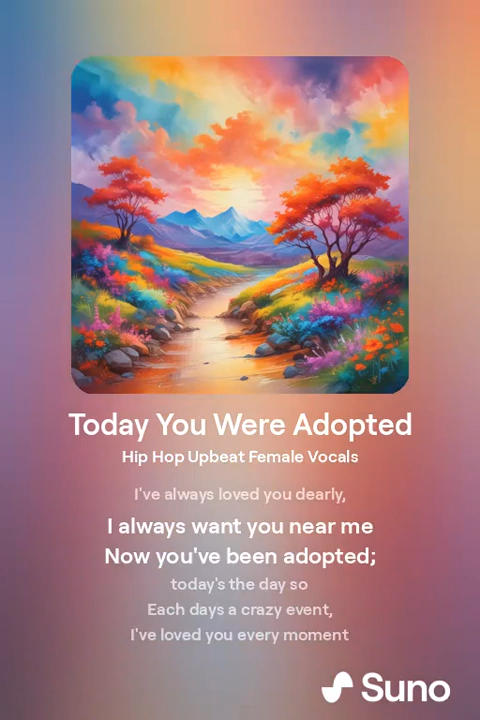 Today You Were Adopted
Hip Hop Upbeat Female Vocals
I've always loved you dearly,
I always want you near me
Now you've been adopted;
today's the day so
Each days a crazy event,
I've loved you every moment
Suno